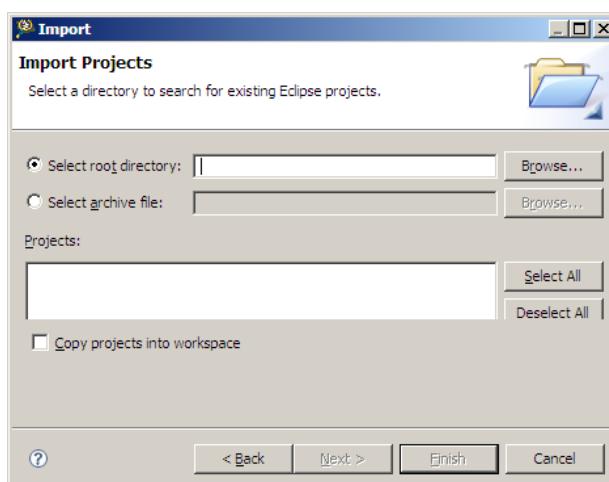 Import
Import Projects
Select a directory to search for existing Eclipse projects.
Select root directory:
Browse...
Select archive file:
Browse...
Projects:
Select All
Deselect All
Copy projects into workspace
?
< Back
Next >
Finish
Cancel